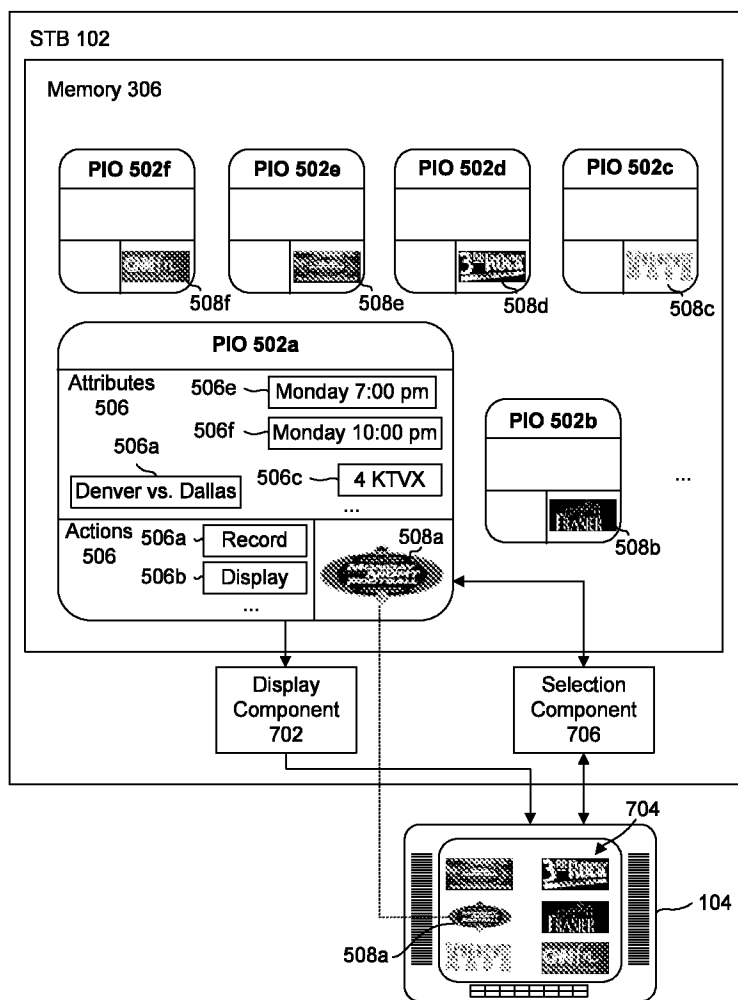 STB 102
Memory 306
PIO 502f
PIO 502e
PIO 502d
PIO 502c
508f
508e
508d
508c
PIO 502a
Attributes
506
506e
Monday 7:00 pm
506f
Monday 10:00 pm
506a
Denver vs. Dallas
506c
4 KTVX
...
Actions
506
506a
Record
506b
Display
...
508a
PIO 502b
508b
...
Display
Component
702
Selection
Component
706
704
104
508a